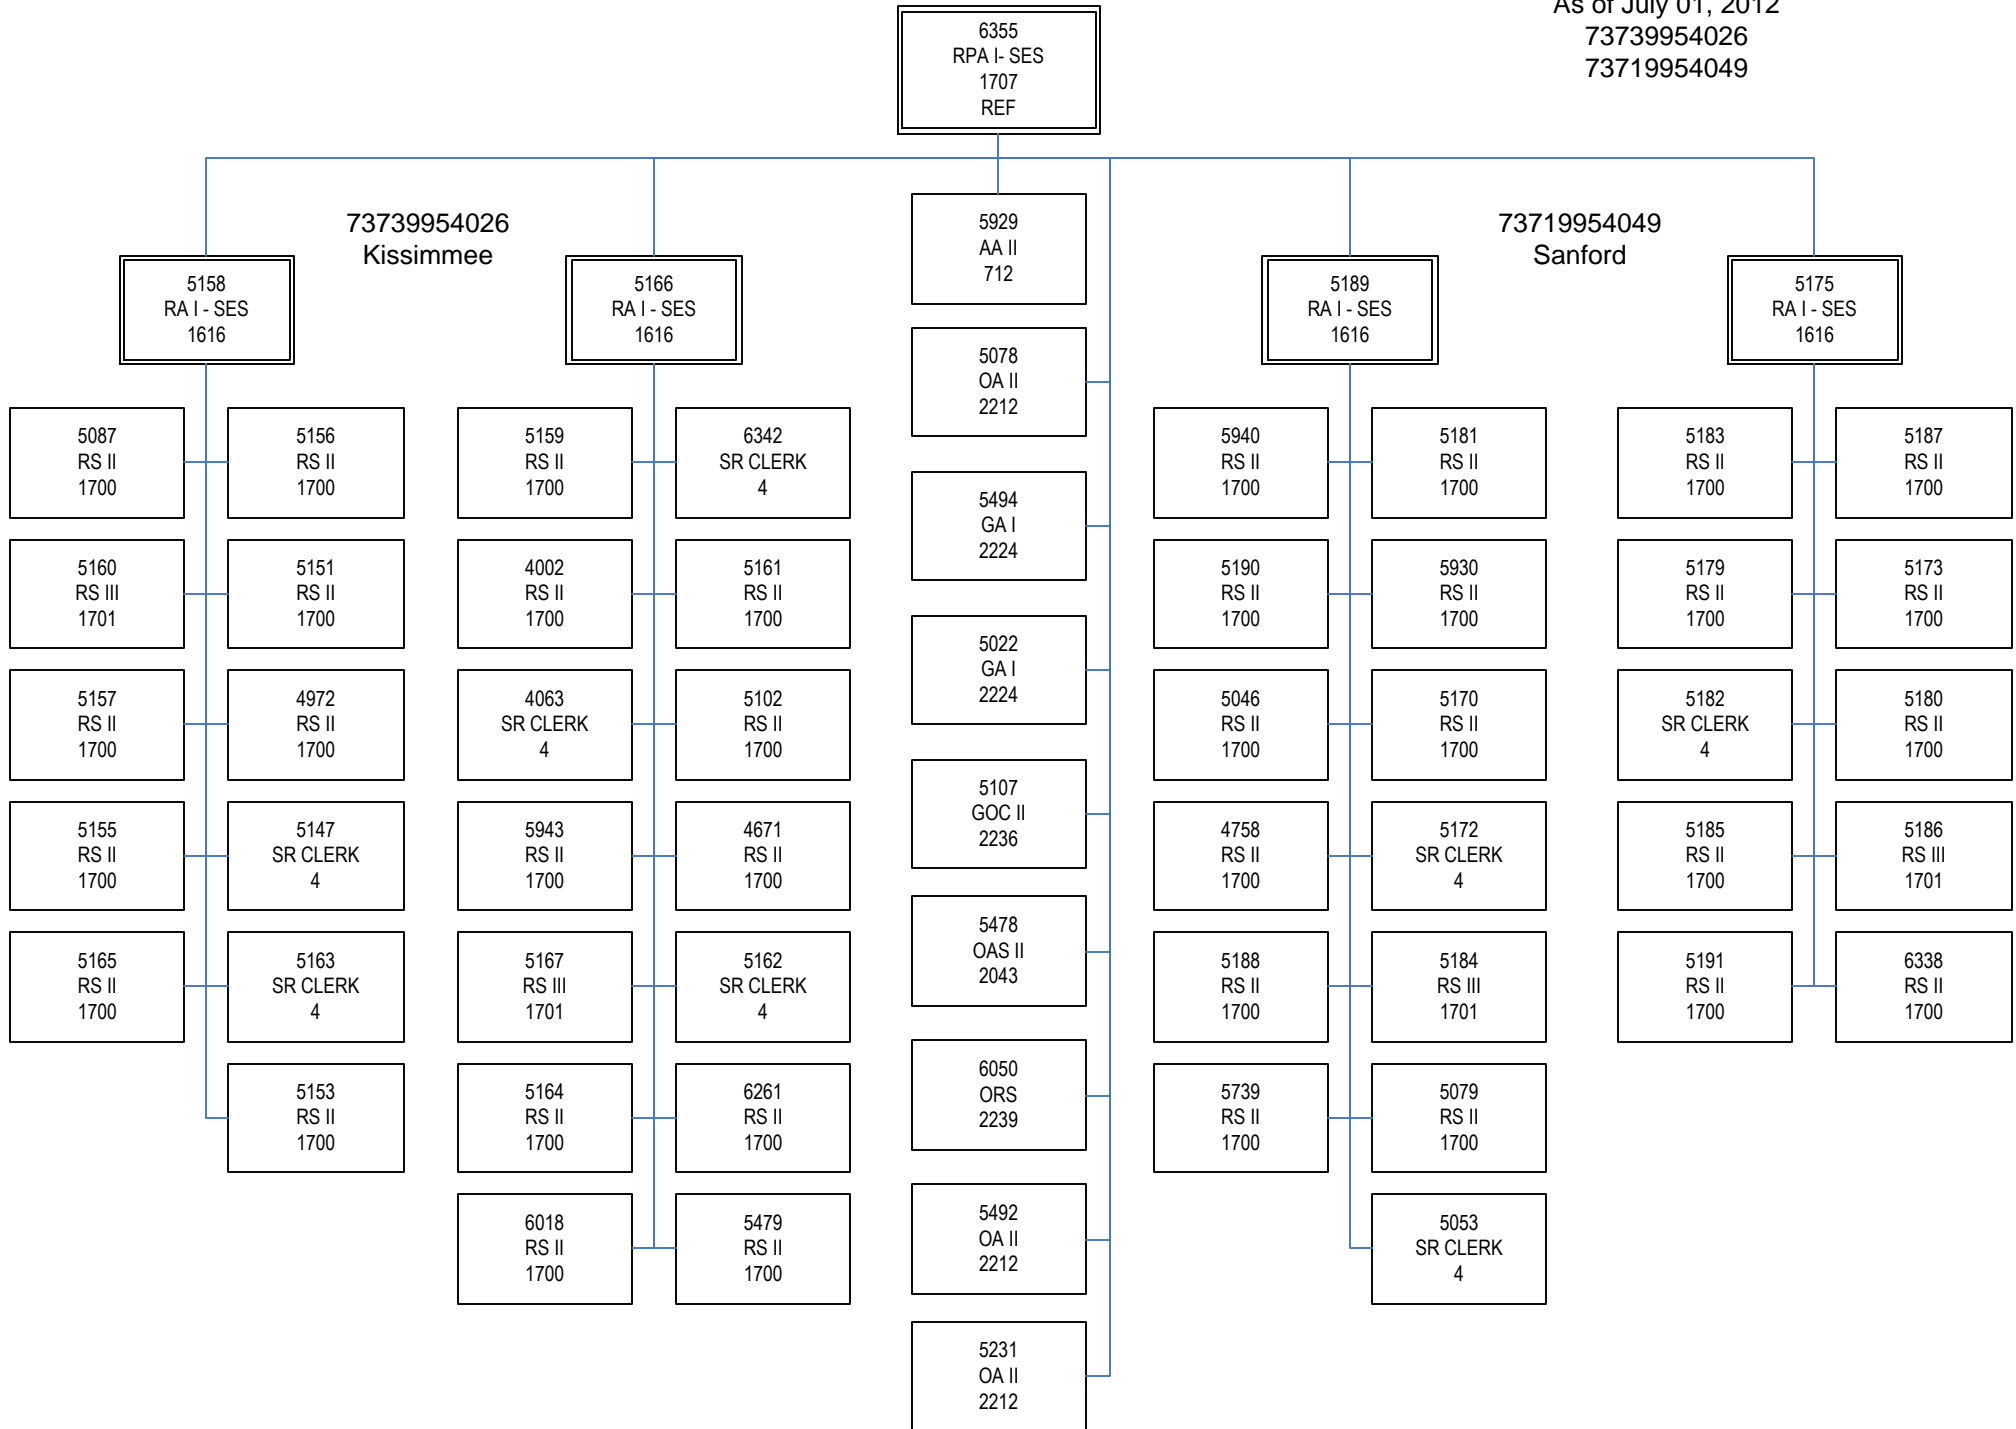 As of July 01, 2012
73739954026
73719954049
6355
RPA I- SES
1707
REF
73739954026
Kissimmee
73719954049
Sanford
5158
RA I - SES
1616
5166
RA I - SES
1616
5929
AA II
712
5189
RA I - SES
1616
5175
RA I - SES
1616
5087
RS II
1700
5156
RS II
1700
5160
RS III
1701
5151
RS II
1700
5157
RS II
1700
4972
RS II
1700
5155
RS II
1700
5147
SR CLERK
4
5165
RS II
1700
5163
SR CLERK
4
5153
RS II
1700
5159
RS II
1700
6342
SR CLERK
4
4002
RS II
1700
5161
RS II
1700
4063
SR CLERK
4
5102
RS II
1700
5943
RS II
1700
4671
RS II
1700
5167
RS III
1701
5162
SR CLERK
4
5164
RS II
1700
6261
RS II
1700
6018
RS II
1700
5479
RS II
1700
5078
OA II
2212
5494
GA I
2224
5022
GA I
2224
5107
GOC II
2236
5478
OAS II
2043
6050
ORS
2239
5492
OA II
2212
5231
OA II
2212
5940
RS II
1700
5181
RS II
1700
5190
RS II
1700
5930
RS II
1700
5046
RS II
1700
5170
RS II
1700
4758
RS II
1700
5172
SR CLERK
4
5188
RS II
1700
5184
RS III
1701
5739
RS II
1700
5079
RS II
1700
5053
SR CLERK
4
5183
RS II
1700
5187
RS II
1700
5179
RS II
1700
5173
RS II
1700
5182
SR CLERK
4
5180
RS II
1700
5185
RS II
1700
5186
RS III
1701
5191
RS II
1700
6338
RS II
1700